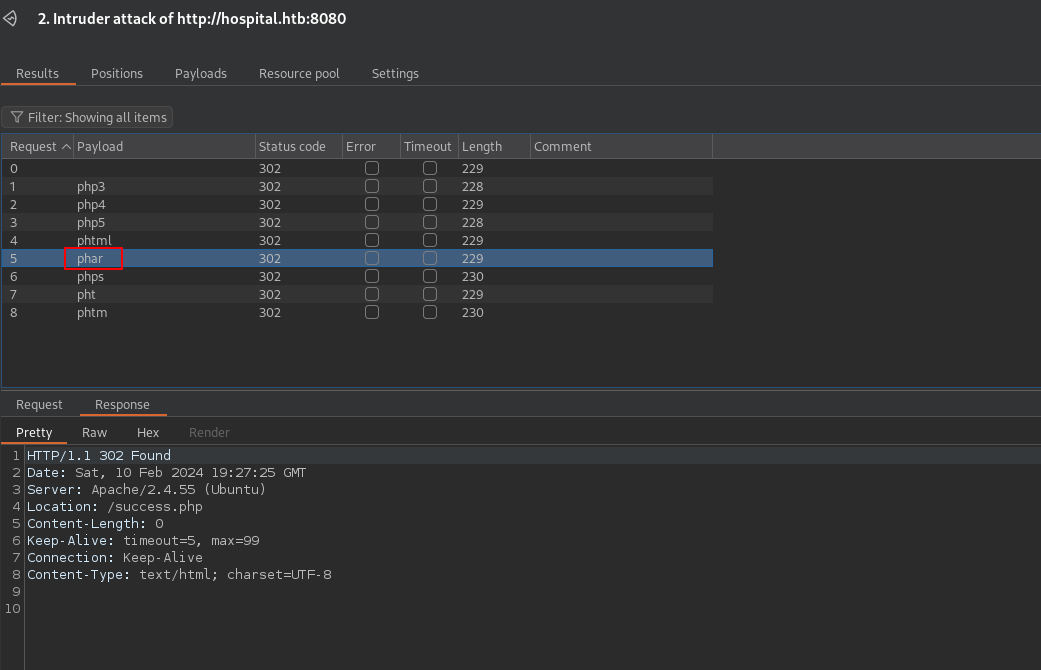 2. Intruder attack of http://hospital.htb:8080
Results Positions Payloads Resource pool Settings
Filter: Showing all items
Request Payload Status code Error Timeout Length Comment
0 302 229
1 php3 302 228
2 php4 302 229
3 php5 302 228
4 phtml 302 229
5 phar 302 229
6 phps 302 230
7 pht 302 229
8 phtm 302 230
Request Response
Pretty Raw Hex Render
1 HTTP/1.1 302 Found
2 Date: Sat, 10 Feb 2024 19:27:25 GMT
3 Server: Apache/2.4.55 (Ubuntu)
4 Location: /success.php
5 Content-Length: 0
6 Keep-Alive: timeout=5, max=99
7 Connection: Keep-Alive
8 Content-Type: text/html; charset=UTF-8
9
10